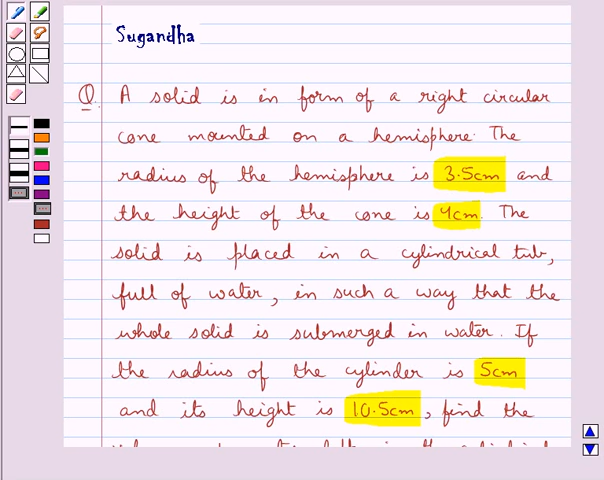 Sugandha
Q. A solid is in form of a right circular
cone mounted on a hemisphere. The
radius of the hemisphere is 3.5cm and
the height of the cone is 4cm. The
solid is placed in a cylindrical tub,
full of water, in such a way that the
whole solid is submerged in water. If
the radius of the cylinder is 5cm
and its height is 10.5cm, find the